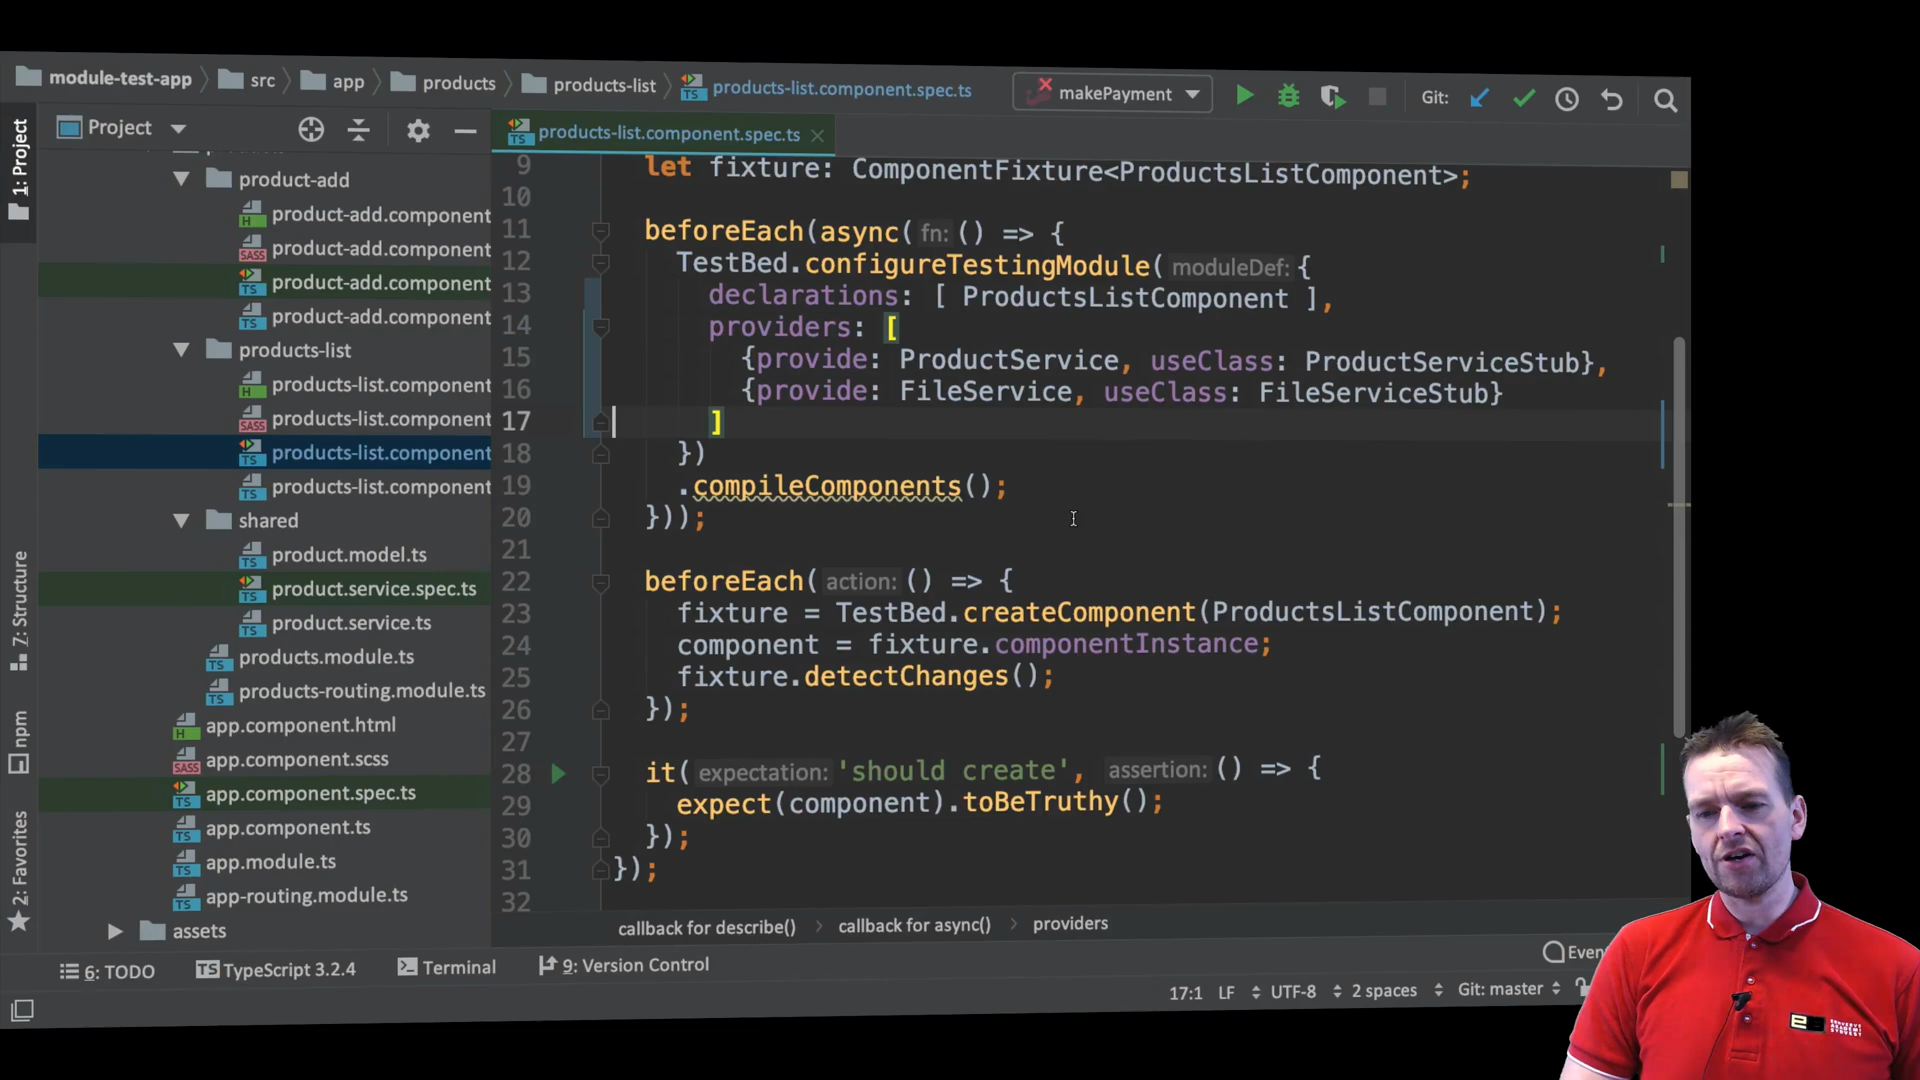 module-test-app
src
app
products
products-list
products-list.component.spec.ts
makePayment
Git:
1: Project
Project
products-list.component.spec.ts
product-add
product-add.component
product-add.component
product-add.component
product-add.component
products-list
products-list.component
products-list.component
products-list.component
products-list.component
shared
product.model.ts
product.service.spec.ts
product.service.ts
products.module.ts
products-routing.module.ts
app.component.html
app.component.scss
app.component.spec.ts
app.component.ts
app.module.ts
app-routing.module.ts
assets
Z: Structure
npm
2: Favorites
9 let fixture: ComponentFixture<ProductsListComponent>;
10
11 beforeEach(async( fn: () => {
12 TestBed.configureTestingModule( moduleDef: {
13 declarations: [ ProductsListComponent ],
14 providers: [
15 {provide: ProductService, useClass: ProductServiceStub},
16 {provide: FileService, useClass: FileServiceStub}
17 ]
18 })
19 .compileComponents();
20 }));
21
22 beforeEach( action: () => {
23 fixture = TestBed.createComponent(ProductsListComponent);
24 component = fixture.componentInstance;
25 fixture.detectChanges();
26 });
27
28 it( expectation: 'should create', assertion: () => {
29 expect(component).toBeTruthy();
30 });
31 });
32
callback for describe() > callback for async() > providers
6: TODO
TypeScript 3.2.4
Terminal
9: Version Control
Even
17:1 LF UTF-8 2 spaces Git: master